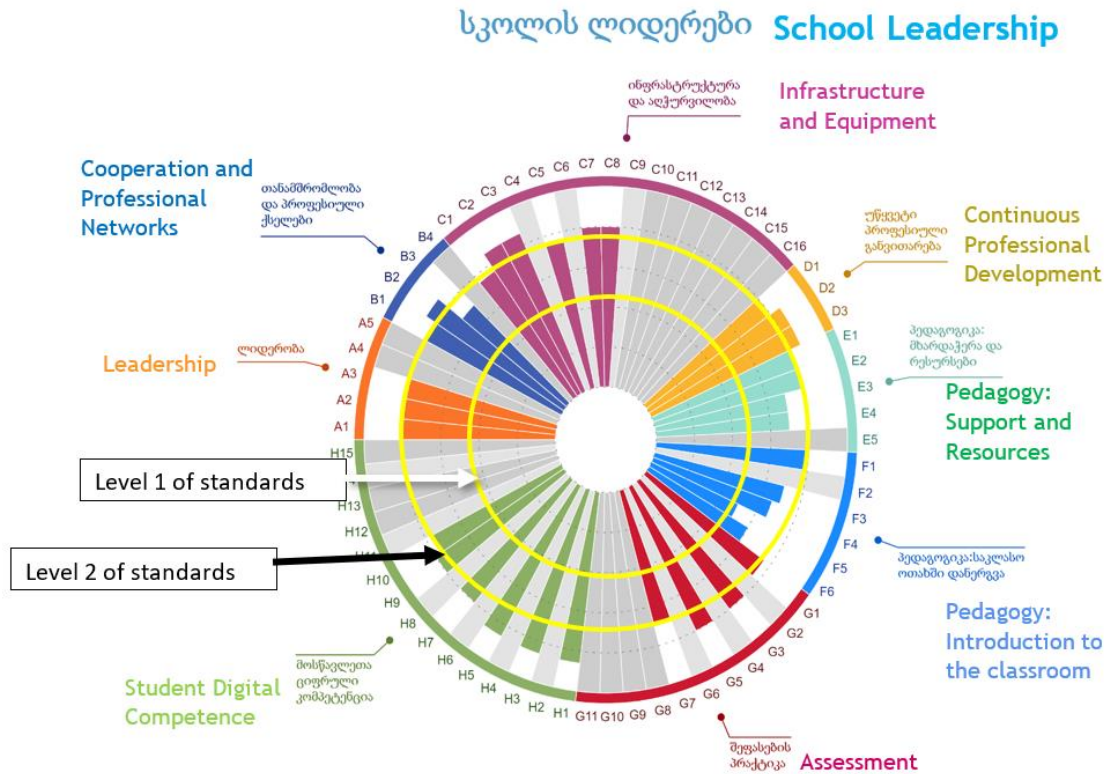 სკოლის ლიდერები School Leadership
ინფრასტრუქტურა
და აღჭურვილობა
Infrastructure
and Equipment
Cooperation and
Professional
Networks
თანამშრომლობა
და პროფესიული
ქსელები
უწყვეტი
პროფესიული
განვითარება
Continuous
Professional
Development
Leadership
ლიდერობა
პედაგოგიკა:
მხარდაჭერა და
რესურსები
Pedagogy:
Support and
Resources
A1
A2
A3
A4
A5
B1
B2
B3
B4
C1
C2
C3
C4
C5
C6
C7
C8
C9
C10
C11
C12
C13
C14
C15
C16
D1
D2
D3
E1
E2
E3
E4
E5
F1
F2
F3
F4
F5
F6
G1
G2
G3
G4
G5
G6
G7
G8
G9
G10
G11
H1
H2
H3
H4
H5
H6
H7
H8
H9
H10
H12
H13
H15
Level 1 of standards
Level 2 of standards
პედაგოგიკა:საკლასო
ოთახში დანერგვა
Pedagogy:
Introduction to
the classroom
მოსწავლეთა
ციფრული
კომპეტენცია
Student Digital
Competence
შეფასების
პრაქტიკა
Assessment